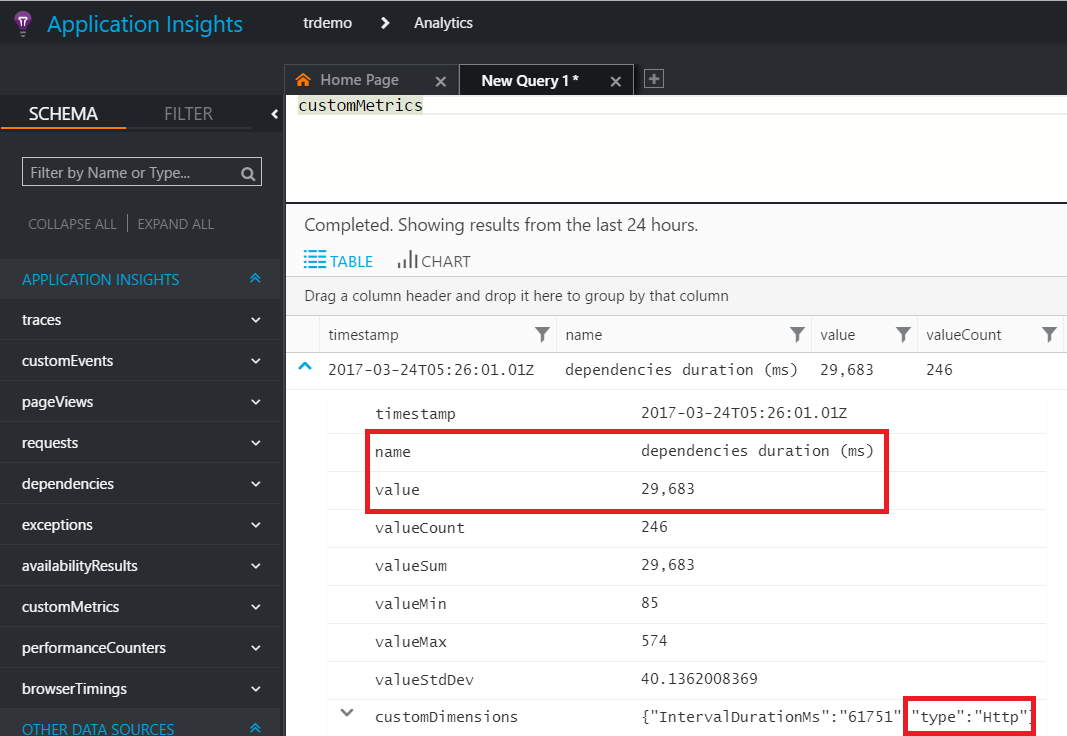 Application Insights trdemo Analytics
Home Page New Query 1 *
SCHEMA FILTER
customMetrics
Filter by Name or Type...
COLLAPSE ALL EXPAND ALL
Completed. Showing results from the last 24 hours.
TABLE CHART
Drag a column header and drop it here to group by that column
timestamp name value valueCount
2017-03-24T05:26:01.01Z dependencies duration (ms) 29,683 246
timestamp 2017-03-24T05:26:01.01Z
name dependencies duration (ms)
value 29,683
valueCount 246
valueSum 29,683
valueMin 85
valueMax 574
valueStdDev 40.1362008369
customDimensions {"IntervalDurationMs":"61751" "type":"Http"}
APPLICATION INSIGHTS
traces
customEvents
pageViews
requests
dependencies
exceptions
availabilityResults
customMetrics
performanceCounters
browserTimings
OTHER DATA SOURCES